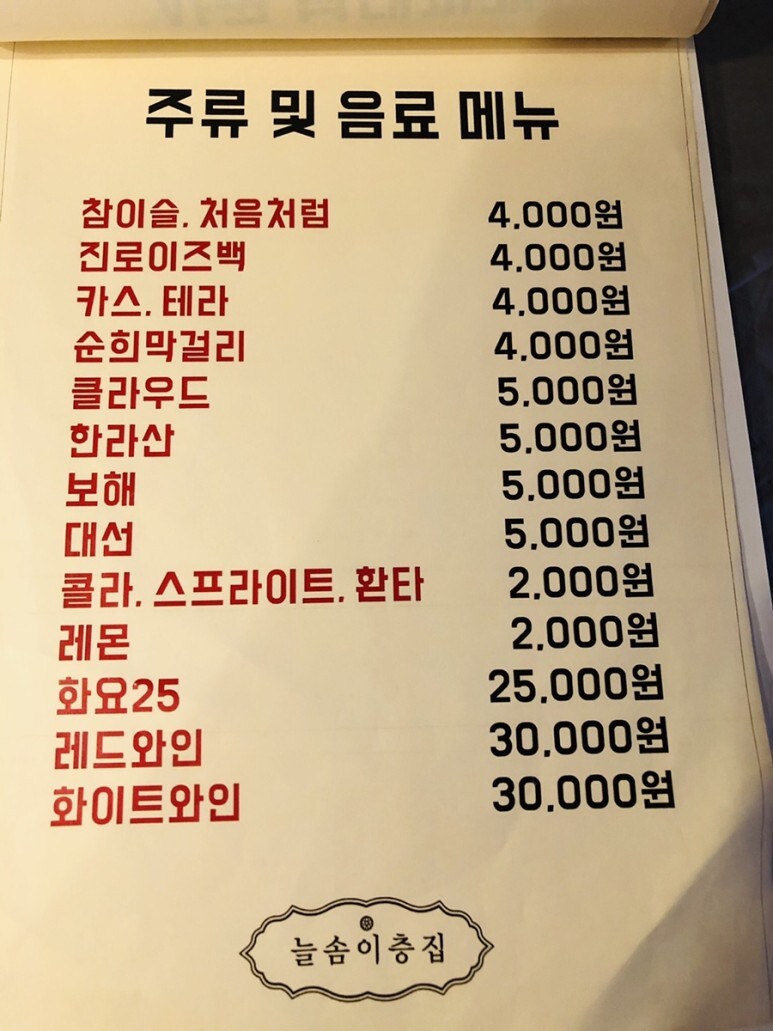 주류 및 음료 메뉴
참이슬, 처음처럼 4,000원
진로이즈백 4,000원
카스, 테라 4,000원
순희막걸리 4,000원
클라우드 5,000원
한라산 5,000원
보해 5,000원
대선 5,000원
콜라, 스프라이트, 환타 2,000원
레몬 2,000원
화요25 25,000원
레드와인 30,000원
화이트와인 30,000원
늘솜이층집